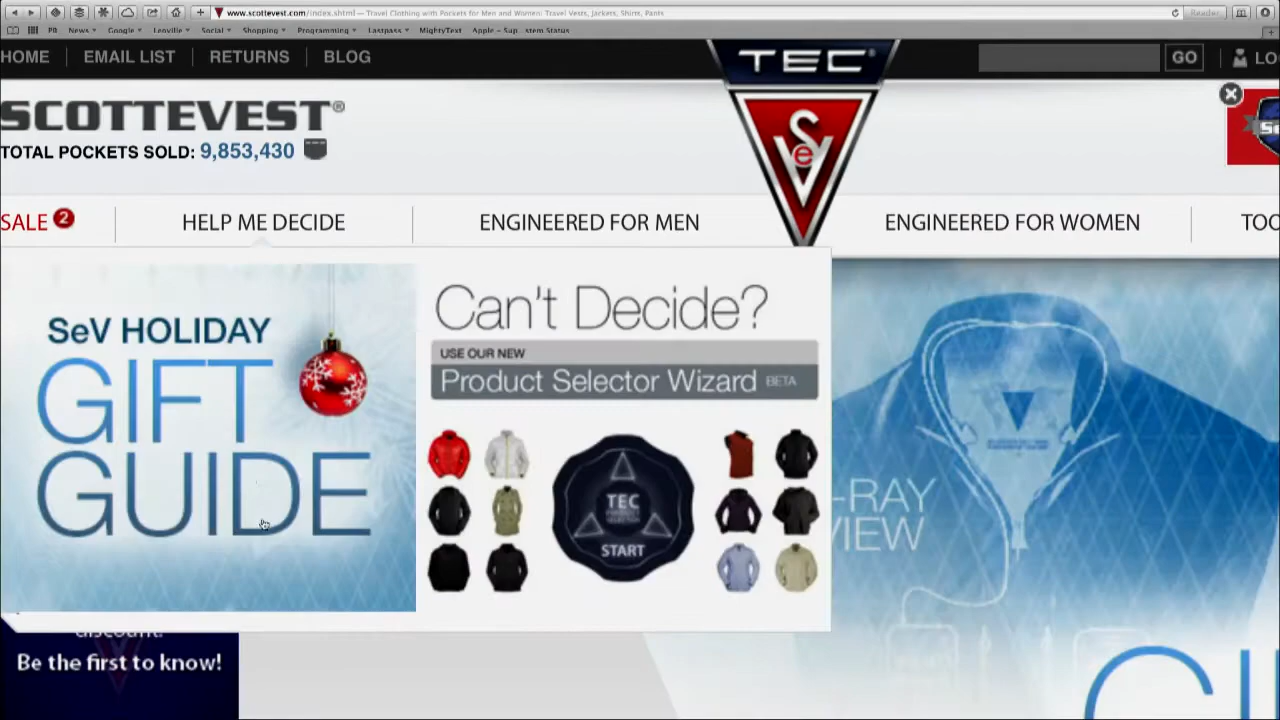 www.scottevest.com/index.shtml — Travel Clothing with Pockets for Men and Women: Travel Vests, Jackets, Shirts, Pants
Reader
PB News Google Leoville Social Shopping Programming Lastpass MightyText Apple - Sup...stem Status
HOME EMAIL LIST RETURNS BLOG
TEC®
GO
LO
SCOTTEVEST®
TOTAL POCKETS SOLD: 9,853,430
SeV
SALE 2
HELP ME DECIDE
ENGINEERED FOR MEN
ENGINEERED FOR WOMEN
TOO
SeV HOLIDAY
GIFT
GUIDE
Can't Decide?
USE OUR NEW
Product Selector Wizard BETA
TEC
START
-RAY
VIEW
discount!
Be the first to know!